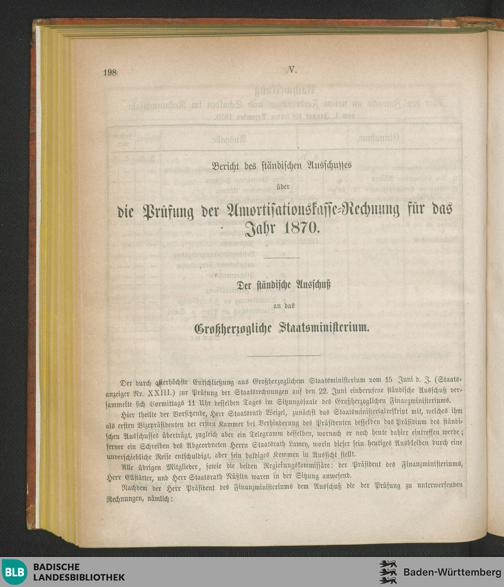 198
V.
Bericht des ständischen Ausschusses
über
die Prüfung der Amortisationskasse-Rechnung für das
Jahr 1870.
Der ständische Ausschuß
an das
Großherzogliche Staatsministerium.
Der durch allerhöchste Entschließung aus Großherzoglichem Staatsministerium vom 15 Juni d. J. (Staats-
anzeiger Nr. XXIII.) zur Prüfung der Staatsrechnungen auf den 22. Juni einberufene ständische Ausschuß ver-
sammelte sich Vormittags 11 Uhr desselben Tages im Sitzungssaale des Großherzoglichen Finanzministeriums.
Hier theilte der Vorsitzende, Herr Staatsrath Weizel, zunächst das Staatsministerialrescript mit, welches ihm
als ersten Vizepräsidenten der ersten Kammer bei Verhinderung des Präsidenten desselben das Präsidium des ständi-
schen Ausschusses überträgt, zugleich aber ein Telegramm desselben, wornach er noch heute dahier eintreffen werde;
ferner ein Schreiben des Abgeordneten Herrn Staatsrath Lamey, worin dieser sein heutiges Ausbleiben durch eine
unverschiebliche Reise entschuldigt, aber sein baldiges Kommen in Aussicht stellt.
Alle übrigen Mitglieder, sowie die beiden Regierungskommissäre: der Präsident des Finanzministeriums,
Herr Ellstätter, und Herr Staatsrath Nüßlin waren in der Sitzung anwesend.
Nachdem der Herr Präsident des Finanzministeriums dem Ausschuß die der Prüfung zu unterwerfenden
Rechnungen, nämlich:
BLB
BADISCHE
LANDESBIBLIOTHEK
Baden-Württemberg